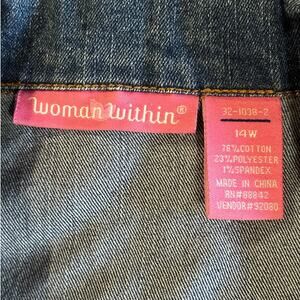 Woman Within®
32-1038-2
14W
76%COTTON
23%POLYESTER
1%SPANDEX
MADE IN CHINA
RN#88842
VENDOR#92080